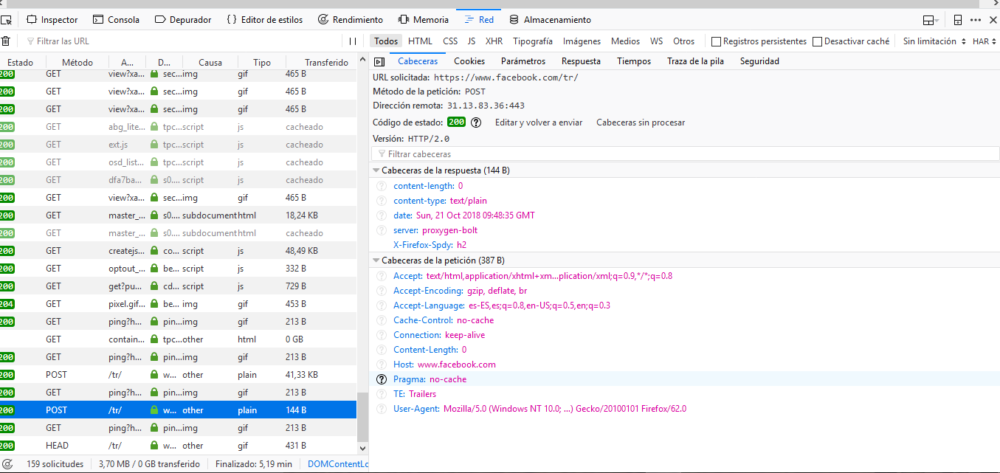 Inspector Consola Depurador Editor de estilos Rendimiento Memoria Red Almacenamiento
Filtrar las URL Todos HTML CSS JS XHR Tipografía Imágenes Medios WS Otros Registros persistentes Desactivar caché Sin limitación HAR
Estado Método A... D... Causa Tipo Transferido
200 GET view?xa... sec... img gif 465 B
200 GET view?xa... sec... img gif 465 B
200 GET view?xa... sec... img gif 465 B
200 GET abg_lite... tpc... script js cacheado
200 GET ext.js tpc... script js cacheado
200 GET osd_list... tpc... script js cacheado
200 GET dfa7ba... s0.... script js cacheado
200 GET view?xa... sec... img gif 465 B
200 GET master_... s0.... subdocument html 18,24 KB
200 GET master_... s0.... subdocument html cacheado
200 GET createjs... co... script js 48,49 KB
200 GET optout_... be... script js 332 B
200 GET get?pu... cd... script js 729 B
204 GET pixel.gif... be... img gif 453 B
200 GET ping?h... pin... img gif 213 B
GET contain... tpc... other html 0 GB
200 GET ping?h... pin... img gif 213 B
200 POST /tr/ w... other plain 41,33 KB
200 GET ping?h... pin... img gif 213 B
200 POST /tr/ w... other plain 144 B
200 GET ping?h... pin... img gif 213 B
200 HEAD /tr/ w... other gif 431 B
159 solicitudes 3,70 MB / 0 GB transferido Finalizado: 5,19 min DOMContentLo
Cabeceras Cookies Parámetros Respuesta Tiempos Traza de la pila Seguridad
URL solicitada: https://www.facebook.com/tr/
Método de la petición: POST
Dirección remota: 31.13.83.36:443
Código de estado: 200 ? Editar y volver a enviar Cabeceras sin procesar
Versión: HTTP/2.0
Filtrar cabeceras
Cabeceras de la respuesta (144 B)
? content-length: 0
? content-type: text/plain
? date: Sun, 21 Oct 2018 09:48:35 GMT
? server: proxygen-bolt
X-Firefox-Spdy: h2
Cabeceras de la petición (387 B)
? Accept: text/html,application/xhtml+xm...plication/xml;q=0.9,*/*;q=0.8
? Accept-Encoding: gzip, deflate, br
? Accept-Language: es-ES,es;q=0.8,en-US;q=0.5,en;q=0.3
? Cache-Control: no-cache
? Connection: keep-alive
? Content-Length: 0
? Host: www.facebook.com
? Pragma: no-cache
? TE: Trailers
? User-Agent: Mozilla/5.0 (Windows NT 10.0; ...) Gecko/20100101 Firefox/62.0